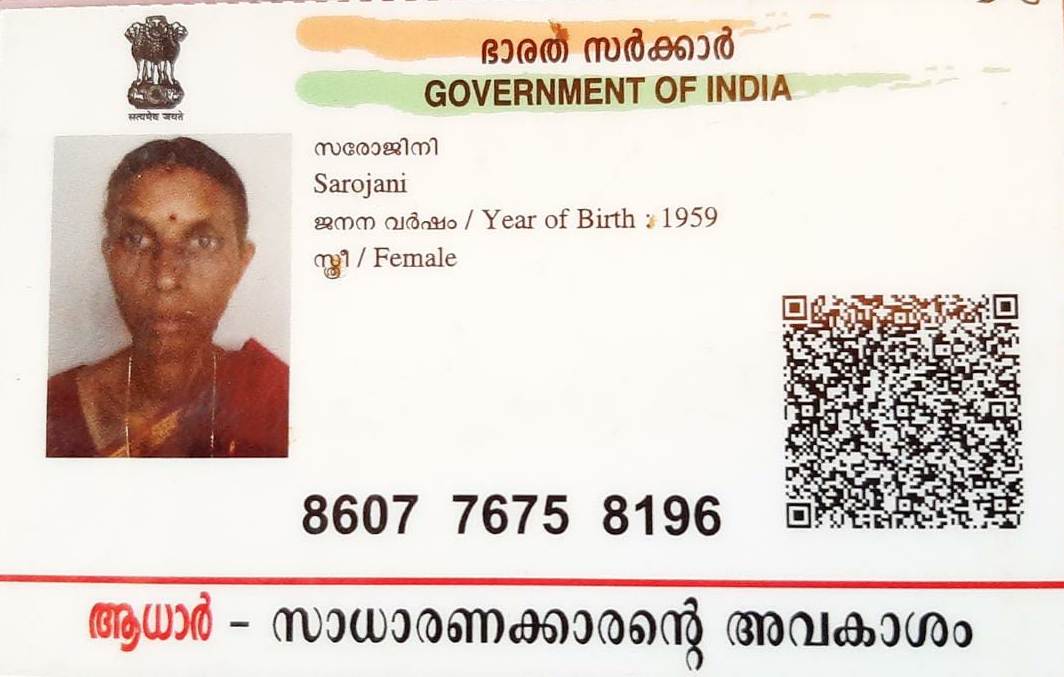 ഭാരത സർക്കാർ
GOVERNMENT OF INDIA
सत्यमेव जयते
സരോജിനി
Sarojani
ജനന വർഷം / Year of Birth : 1959
സ്ത്രീ / Female
8607 7675 8196
ആധാർ - സാധാരണക്കാരന്റെ അവകാശം